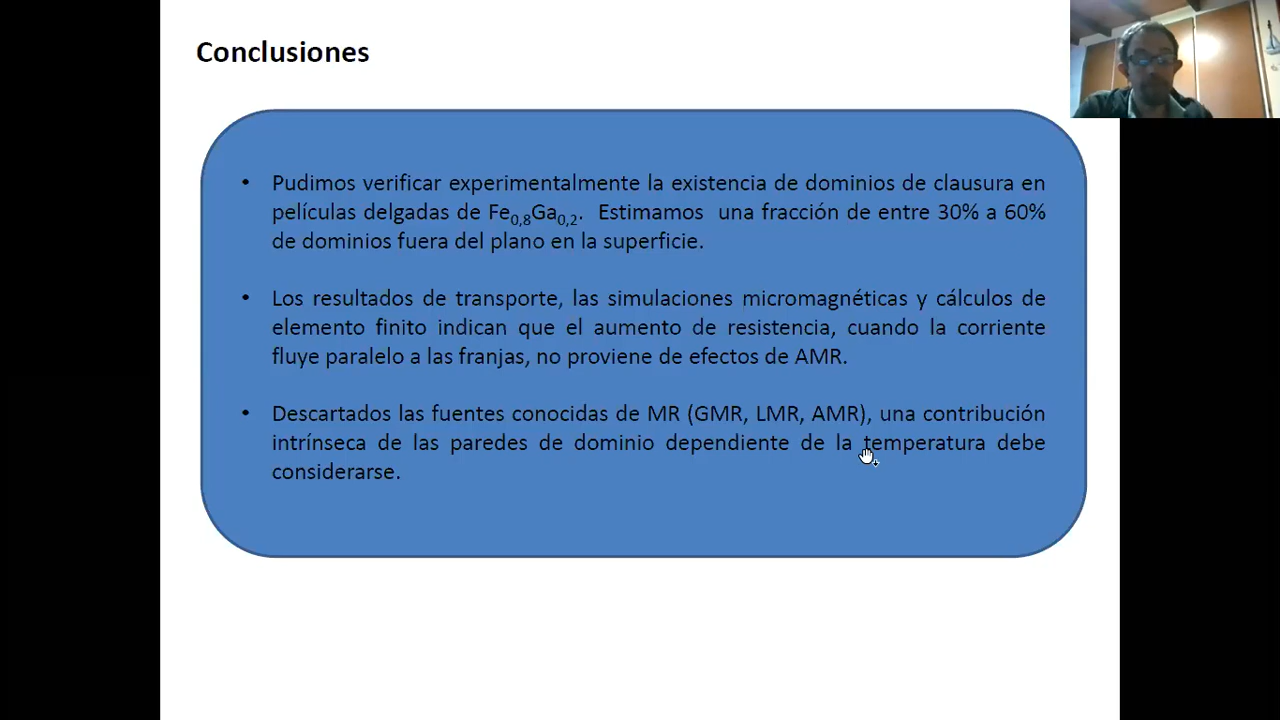 Conclusiones
• Pudimos verificar experimentalmente la existencia de dominios de clausura en
películas delgadas de Fe0,8Ga0,2. Estimamos una fracción de entre 30% a 60%
de dominios fuera del plano en la superficie.
• Los resultados de transporte, las simulaciones micromagnéticas y cálculos de
elemento finito indican que el aumento de resistencia, cuando la corriente
fluye paralelo a las franjas, no proviene de efectos de AMR.
• Descartados las fuentes conocidas de MR (GMR, LMR, AMR), una contribución
intrínseca de las paredes de dominio dependiente de la temperatura debe
considerarse.